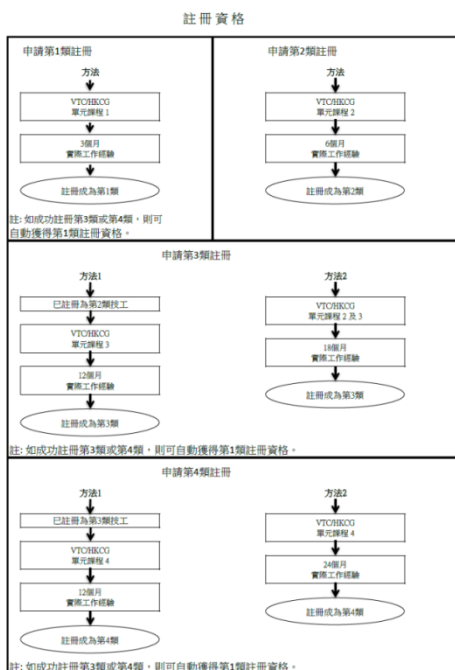 註冊資格
申請第1類註冊
方法
VTC/HKCG
單元課程 1
3個月
實際工作經驗
註冊成為第1類
註: 如成功註冊第3類或第4類，則可
自動獲得第1類註冊資格。
申請第2類註冊
方法
VTC/HKCG
單元課程 2
6個月
實際工作經驗
註冊成為第2類
申請第3類註冊
方法1
已註冊為第2類技工
VTC/HKCG
單元課程 3
12個月
實際工作經驗
註冊成為第3類
方法2
VTC/HKCG
單元課程 2 及 3
18個月
實際工作經驗
註冊成為第3類
註: 如成功註冊第3類或第4類，則可自動獲得第1類註冊資格。
申請第4類註冊
方法1
已註冊為第3類技工
VTC/HKCG
單元課程 4
12個月
實際工作經驗
註冊成為第4類
方法2
VTC/HKCG
單元課程 4
24個月
實際工作經驗
註冊成為第4類
註: 如成功註冊第3類或第4類，則可自動獲得第1類註冊資格。